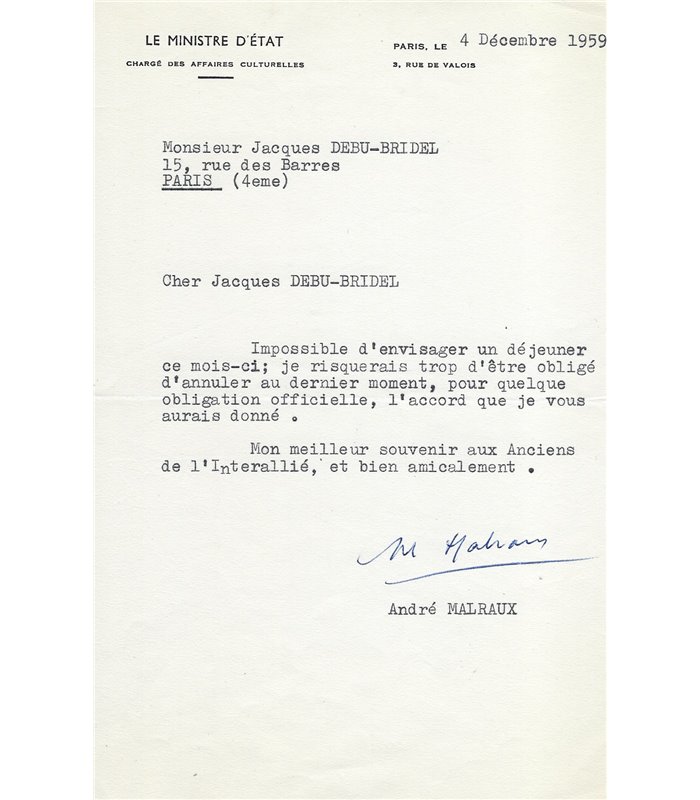 LE MINISTRE D'ÉTAT
CHARGÉ DES AFFAIRES CULTURELLES
PARIS, LE 4 Décembre 1959
3, RUE DE VALOIS
Monsieur Jacques DEBU-BRIDEL
15, rue des Barres
PARIS (4eme)
Cher Jacques DEBU-BRIDEL
Impossible d'envisager un déjeuner
ce mois-ci; je risquerais trop d'être obligé
d'annuler au dernier moment, pour quelque
obligation officielle, l'accord que je vous
aurais donné .
Mon meilleur souvenir aux Anciens
de l'Interallié, et bien amicalement .
André MALRAUX